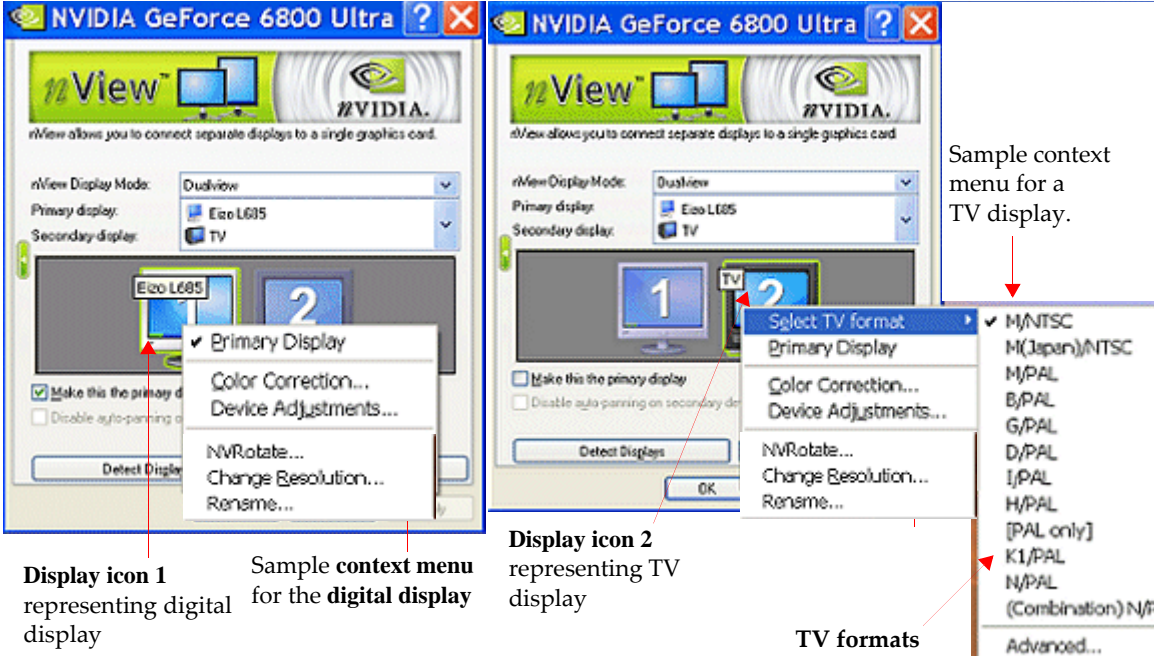 NVIDIA GeForce 6800 Ultra
nView™
NVIDIA.
nView allows you to connect separate displays to a single graphics card.
nView Display Mode:
Dualview
Primary display:
Eizo L685
Secondary display:
TV
Eizo L685
1
2
Primary Display
Color Correction...
Device Adjustments...
NVRotate...
Change Resolution...
Rename...
Make this the primary d
Disable auto-panning o
Detect Displa
Display icon 1
representing digital
display
Sample context menu
for the digital display
NVIDIA GeForce 6800 Ultra
nView™
NVIDIA.
nView allows you to connect separate displays to a single graphics card.
nView Display Mode:
Dualview
Primary display:
Eizo L685
Secondary display:
TV
1
TV
2
Select TV format
Primary Display
Color Correction...
Device Adjustments...
NVRotate...
Change Resolution...
Rename...
Make this the primary display
Disable auto-panning on secondary de
Detect Displays
OK
Display icon 2
representing TV
display
Sample context
menu for a
TV display.
M/NTSC
M(Japan)/NTSC
M/PAL
B/PAL
G/PAL
D/PAL
I/PAL
H/PAL
[PAL only]
K1/PAL
N/PAL
(Combination) N/P
Advanced...
TV formats